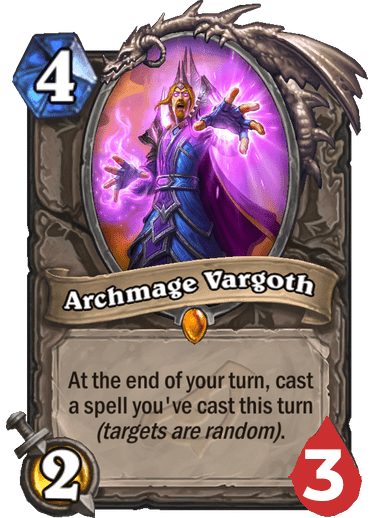 4
Archmage Vargoth
At the end of your turn, cast
a spell you've cast this turn
(targets are random).
2
3